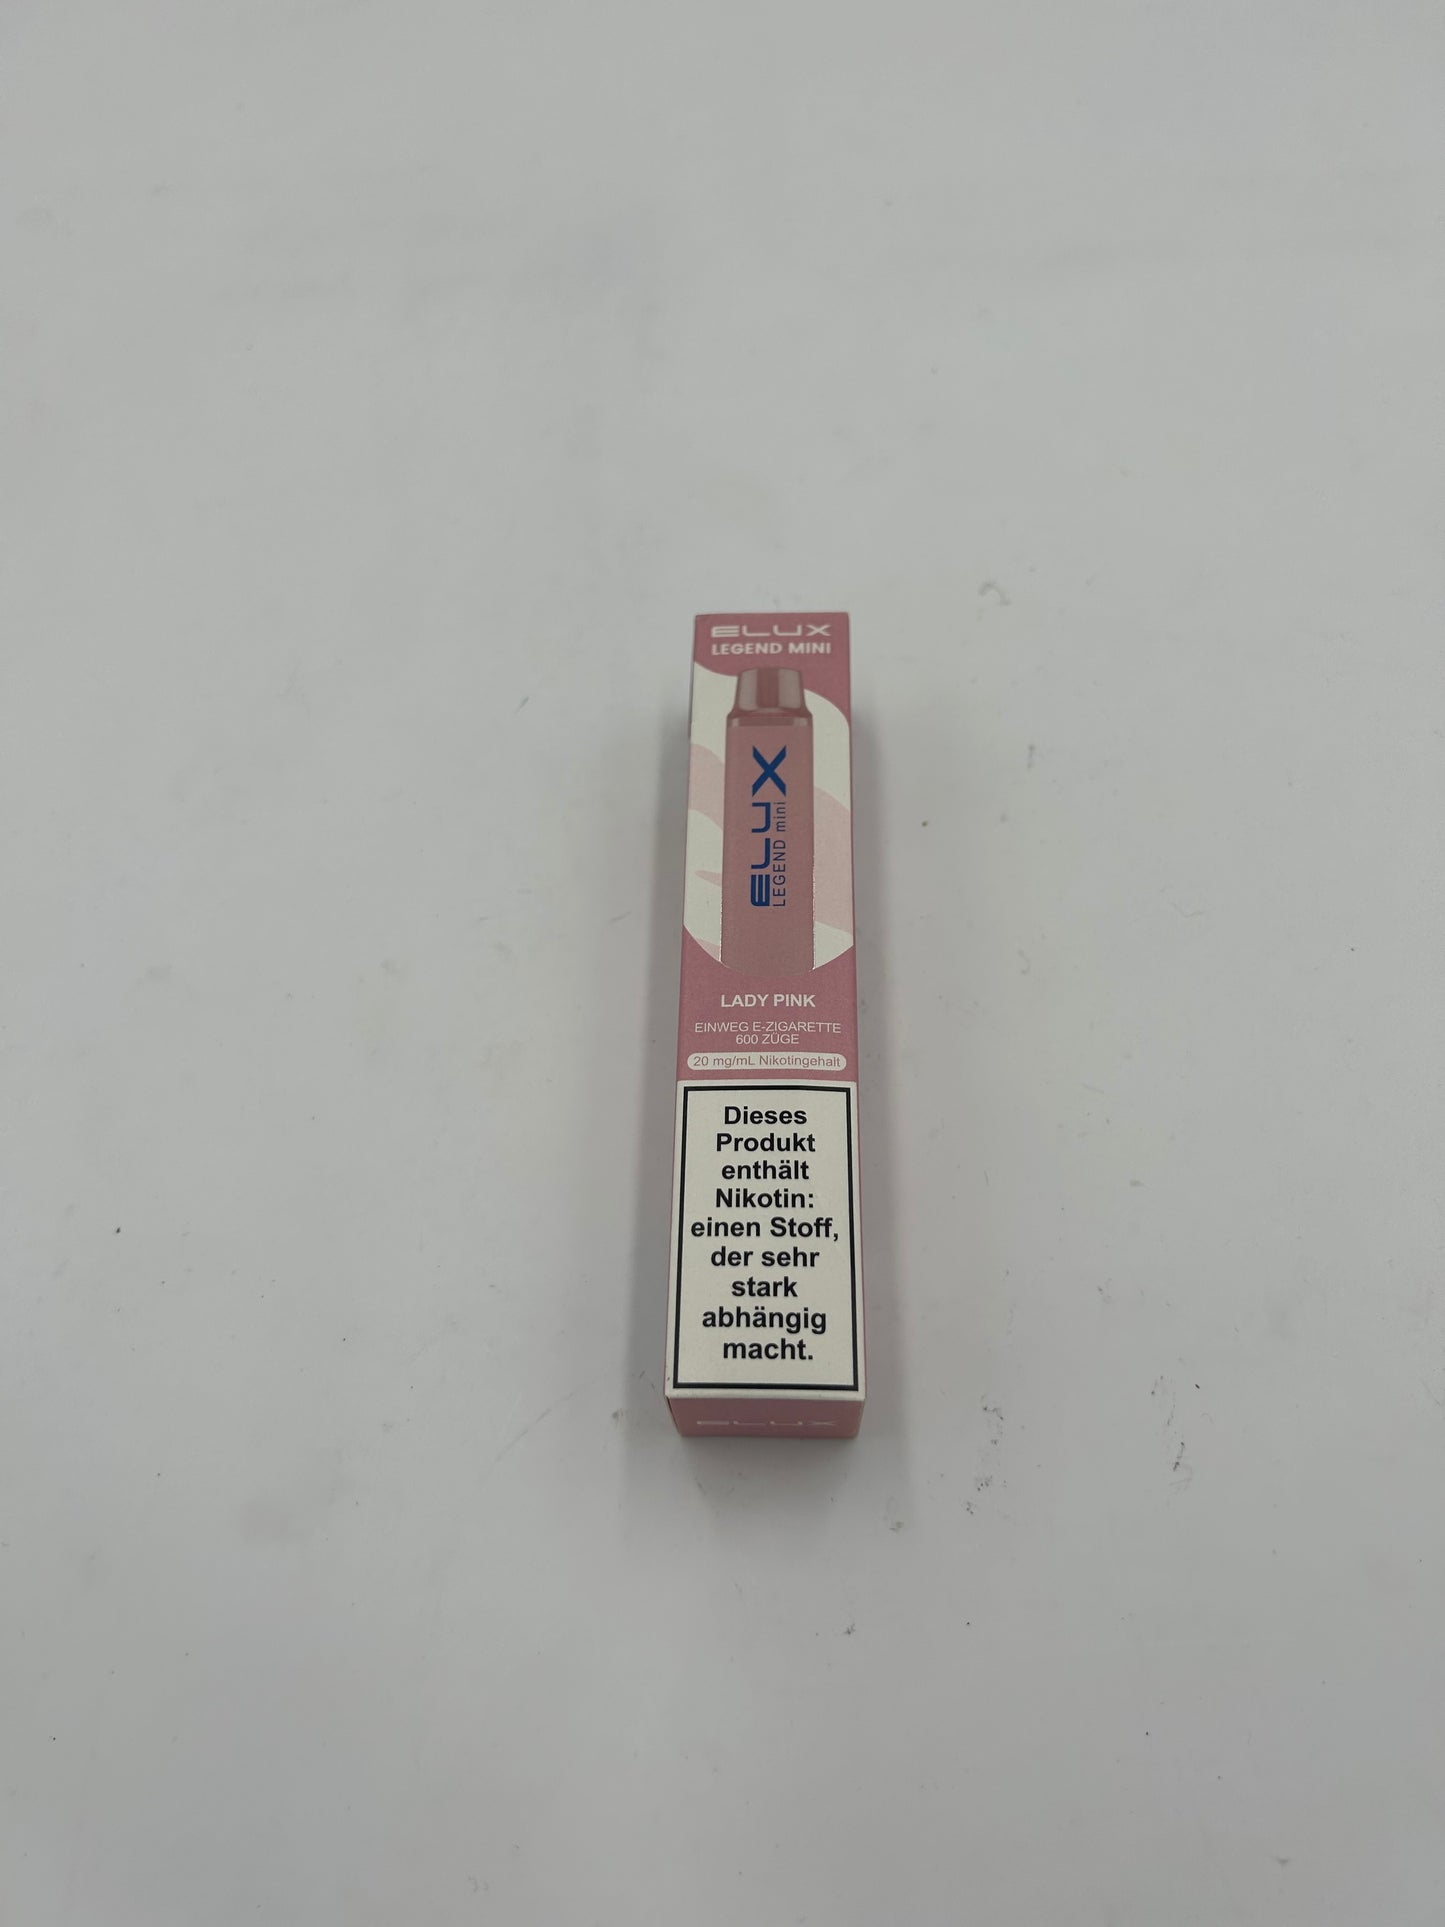 ELUX
LEGEND MINI
ELUX
LEGEND mini
LADY PINK
EINWEG E-ZIGARETTE
600 ZÜGE
20 mg/mL Nikotingehalt
Dieses
Produkt
enthält
Nikotin:
einen Stoff,
der sehr
stark
abhängig
macht.
ELUX